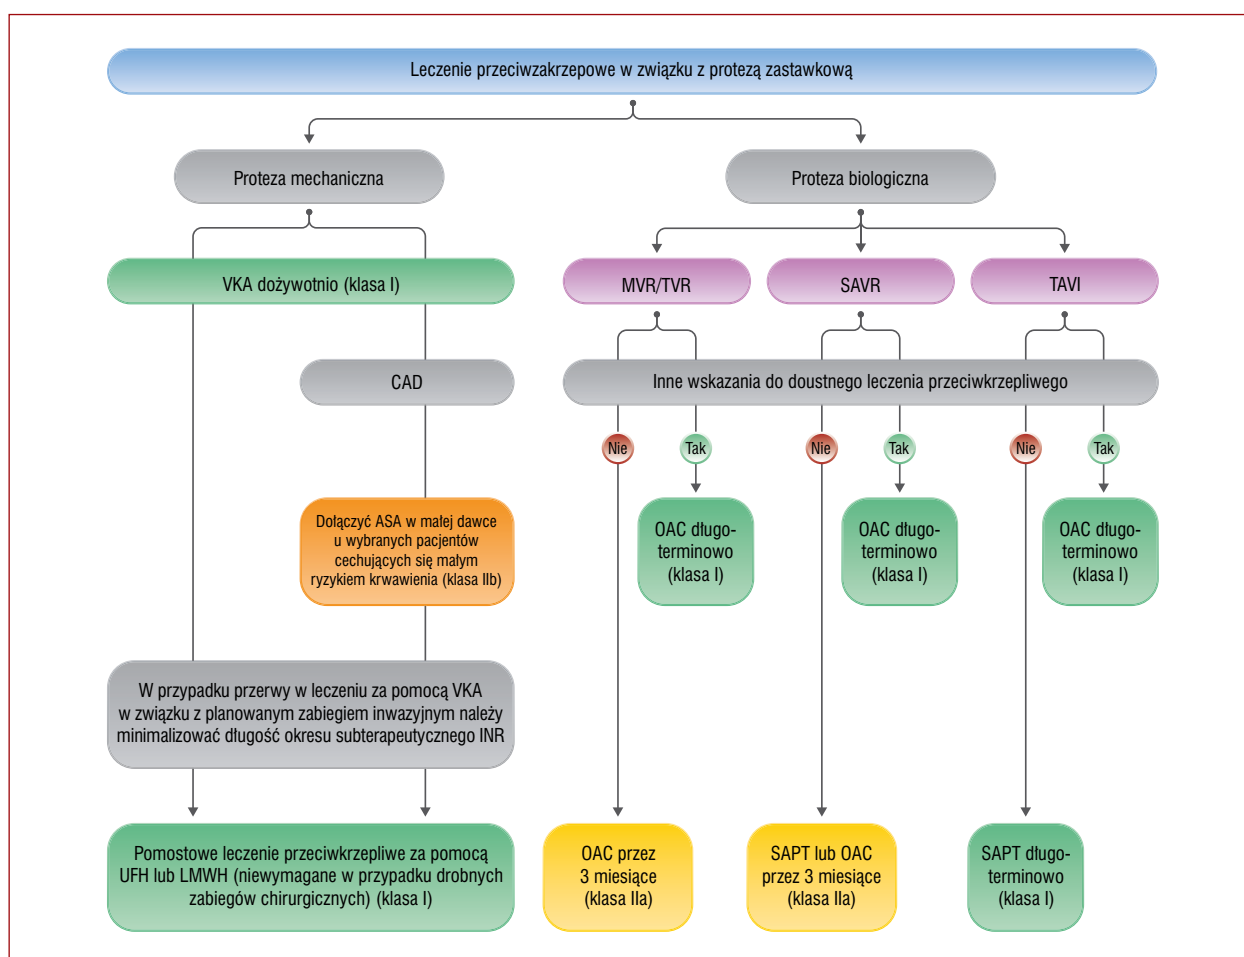 Leczenie przeciwzakrzepowe w związku z protezą zastawkową
Proteza mechaniczna
Proteza biologiczna
VKA dożywotnio (klasa I)
MVR/TVR
SAVR
TAVI
CAD
Inne wskazania do doustnego leczenia przeciwkrzepliwego
Nie
Tak
Nie
Tak
Nie
Tak
Dołączyć ASA w małej dawce
u wybranych pacjentów
cechujących się małym
ryzykiem krwawienia (klasa IIb)
OAC długo-
terminowo
(klasa I)
OAC długo-
terminowo
(klasa I)
OAC długo-
terminowo
(klasa I)
W przypadku przerwy w leczeniu za pomocą VKA
w związku z planowanym zabiegiem inwazyjnym należy
minimalizować długość okresu subterapeutycznego INR
Pomostowe leczenie przeciwkrzepliwe za pomocą
UFH lub LMWH (niewymagane w przypadku drobnych
zabiegów chirurgicznych) (klasa I)
OAC przez
3 miesiące
(klasa IIa)
SAPT lub OAC
przez 3 miesiące
(klasa IIa)
SAPT długo-
terminowo
(klasa I)